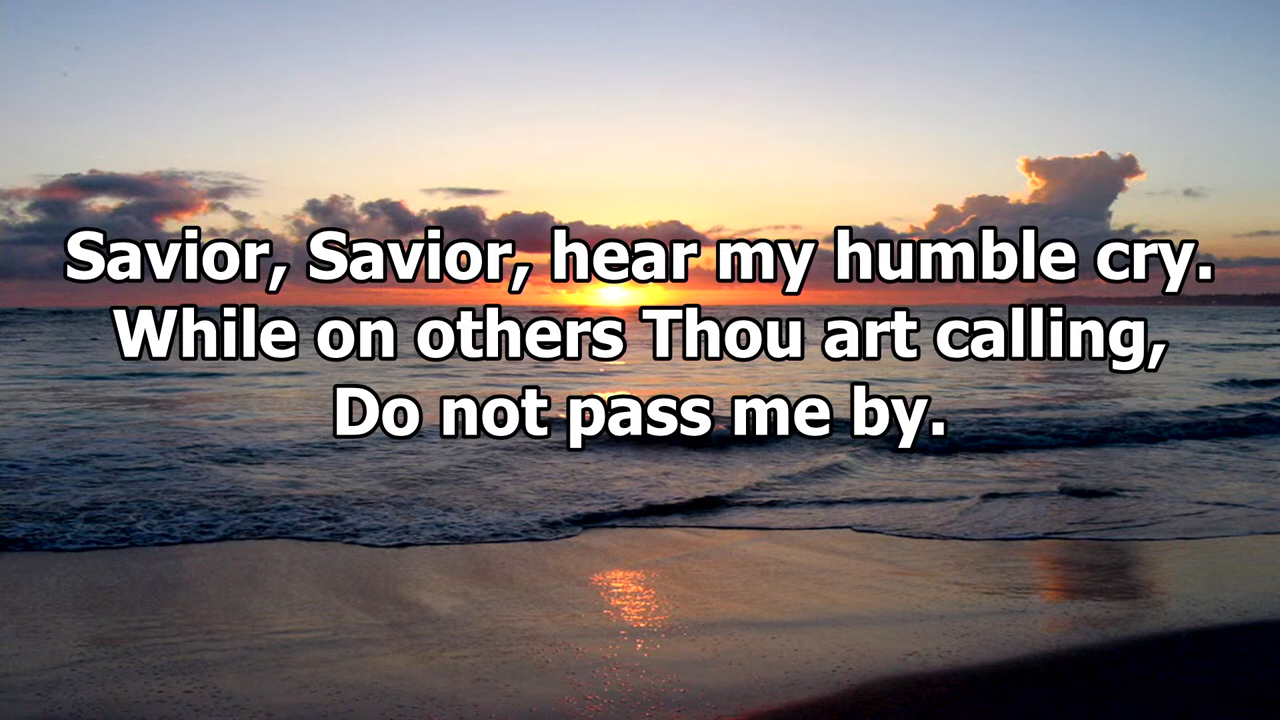 Savior, Savior, hear my humble cry.
While on others Thou art calling,
Do not pass me by.